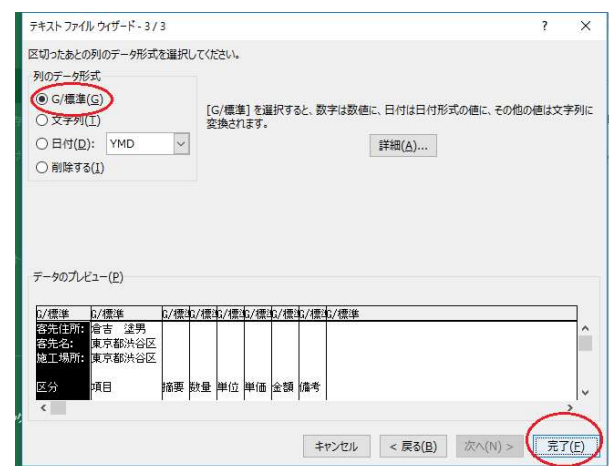 テキスト ファイル ウィザード - 3 / 3 ? ×
区切ったあとの列のデータ形式を選択してください。
列のデータ形式
G/標準(G)
文字列(T)
日付(D): YMD
削除する(I)
[G/標準] を選択すると、数字は数値に、日付は日付形式の値に、その他の値は文字列に
変換されます。
詳細(A)...
データのプレビュー(P)
G/標準 G/標準 G/標準 G/標準 G/標準 G/標準 G/標準 G/標準 G/標準
客先住所: 倉吉 塗男
客先名: 東京都渋谷区
施工場所: 東京都渋谷区
区分 項目 摘要 数量 単位 単価 金額 備考
キャンセル < 戻る(B) 次へ(N) > 完了(F)